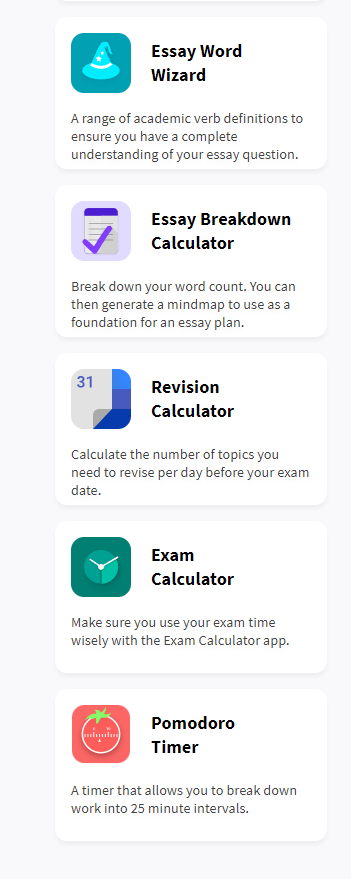 Essay Word
Wizard
A range of academic verb definitions to
ensure you have a complete
understanding of your essay question.
Essay Breakdown
Calculator
Break down your word count. You can
then generate a mindmap to use as a
foundation for an essay plan.
31
Revision
Calculator
Calculate the number of topics you
need to revise per day before your exam
date.
Exam
Calculator
Make sure you use your exam time
wisely with the Exam Calculator app.
Pomodoro
Timer
A timer that allows you to break down
work into 25 minute intervals.